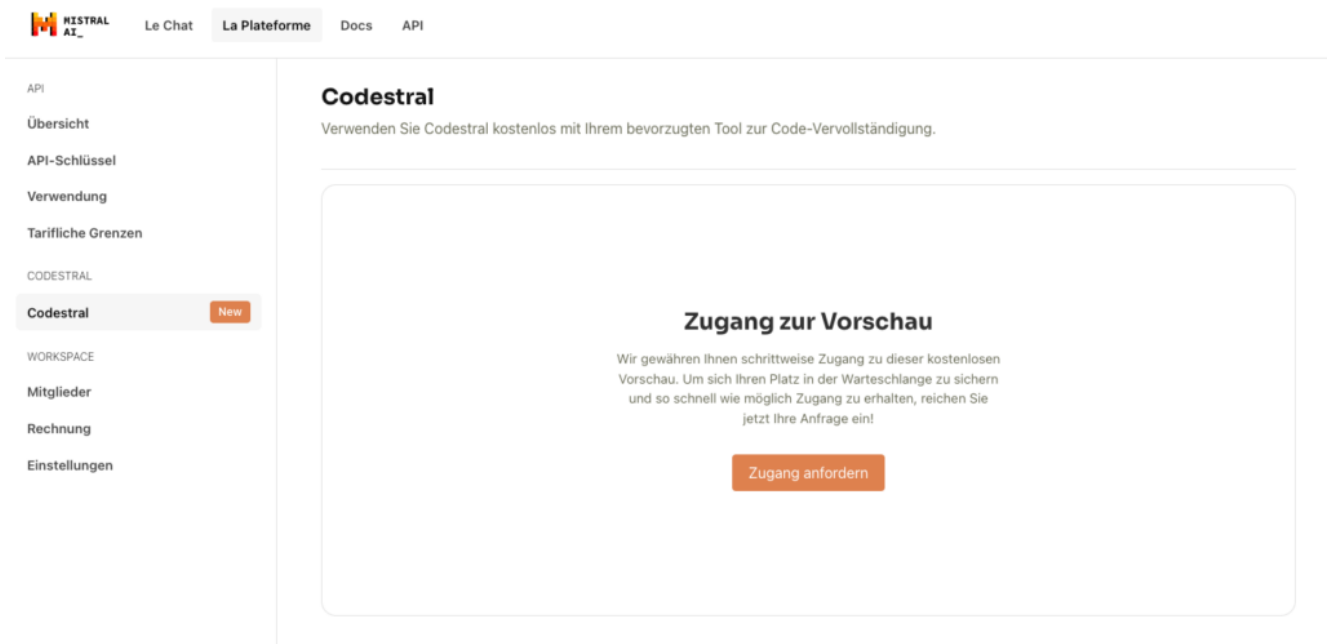 MISTRAL
AI_
Le Chat La Plateforme Docs API
API
Übersicht
API-Schlüssel
Verwendung
Tarifliche Grenzen
CODESTRAL
Codestral New
WORKSPACE
Mitglieder
Rechnung
Einstellungen
Codestral
Verwenden Sie Codestral kostenlos mit Ihrem bevorzugten Tool zur Code-Vervollständigung.
Zugang zur Vorschau
Wir gewähren Ihnen schrittweise Zugang zu dieser kostenlosen
Vorschau. Um sich Ihren Platz in der Warteschlange zu sichern
und so schnell wie möglich Zugang zu erhalten, reichen Sie
jetzt Ihre Anfrage ein!
Zugang anfordern